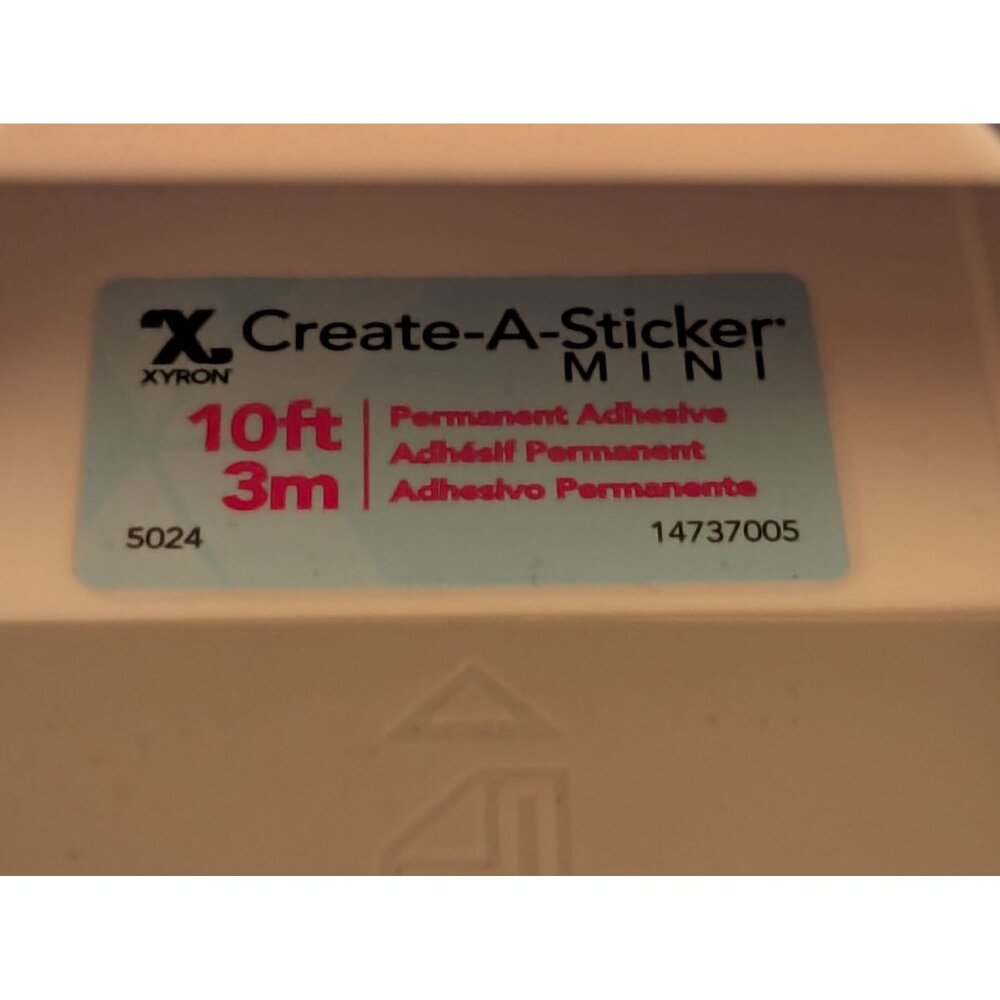 X Create-A-Sticker
MINI
XYRON
10ft
3m
Permanent Adhesive
Adhésif Permanent
Adhesivo Permanente
5024
14737005